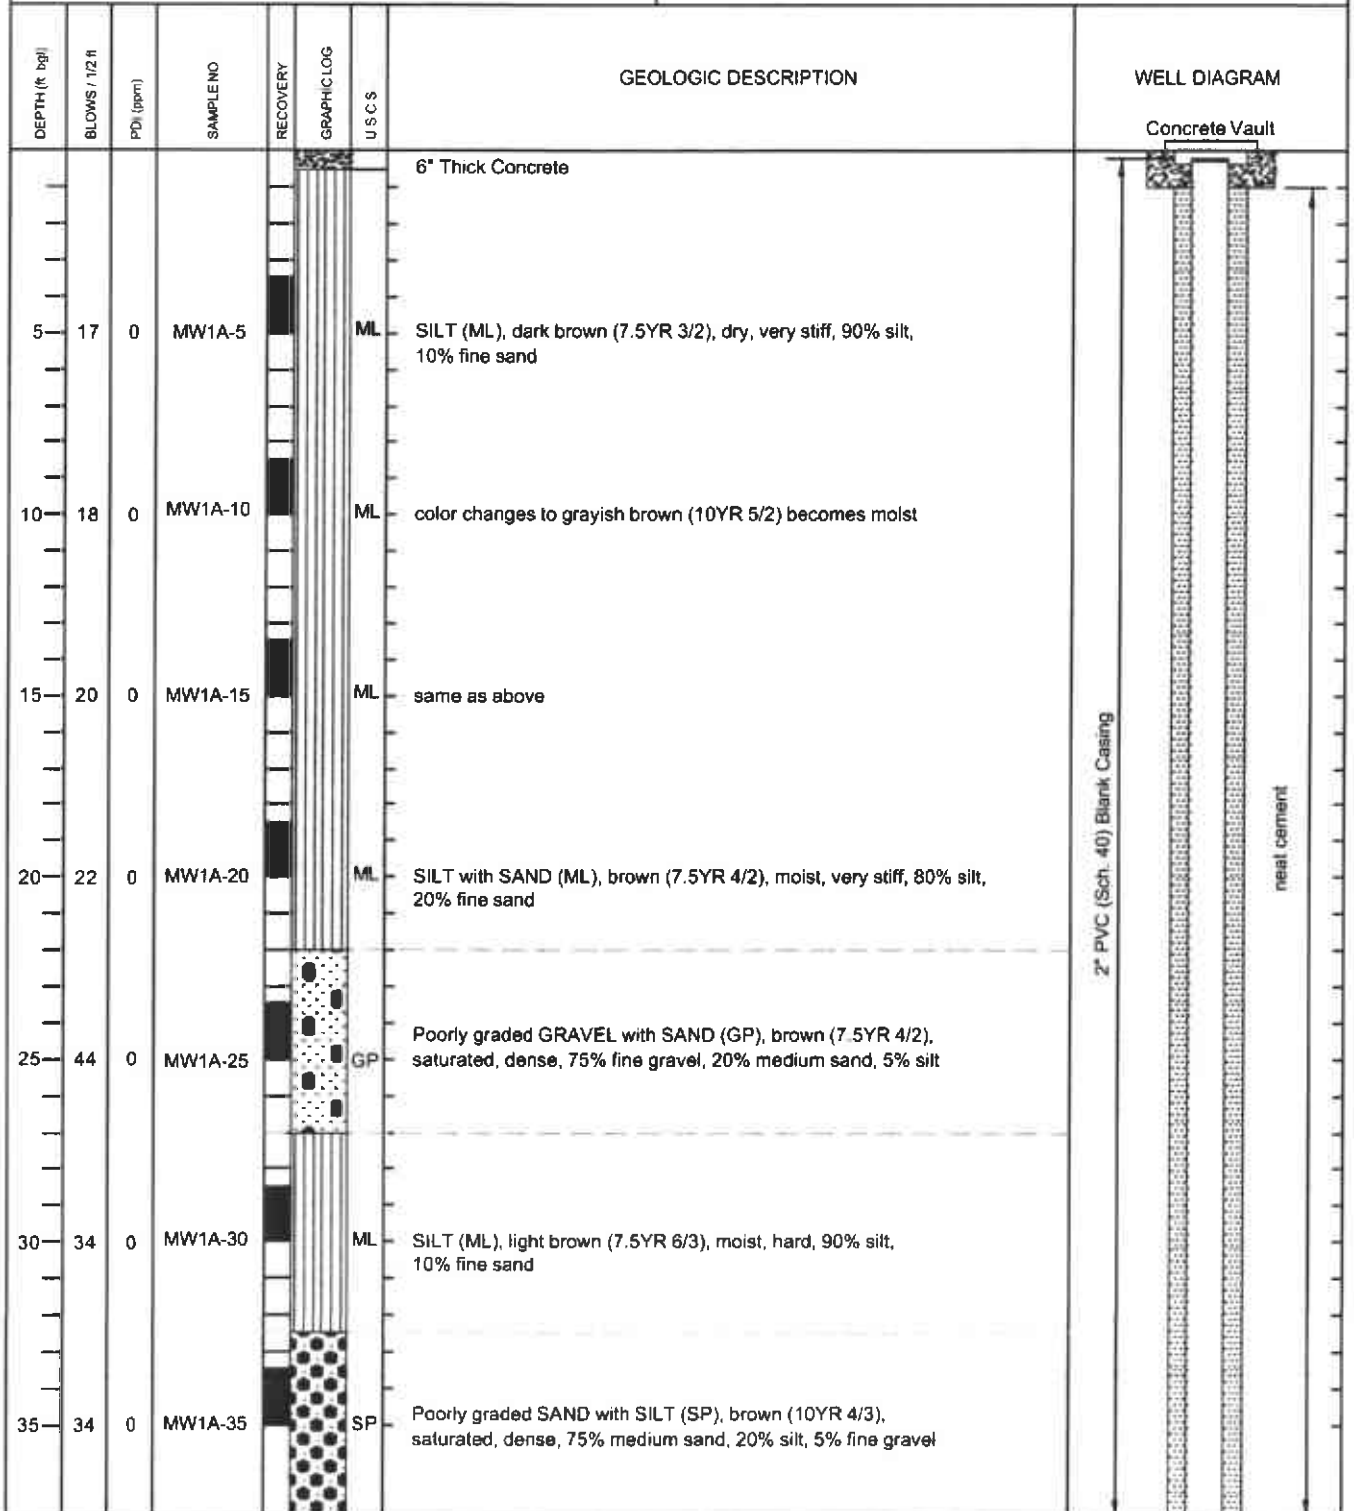 DEPTH (ft bgl)
BLOWS / 1/2 ft
PDI (ppm)
SAMPLE NO
RECOVERY
GRAPHIC LOG
U S C S
GEOLOGIC DESCRIPTION
WELL DIAGRAM
Concrete Vault
6" Thick Concrete
5 17 0 MW1A-5 ML SILT (ML), dark brown (7.5YR 3/2), dry, very stiff, 90% silt,
10% fine sand
10 18 0 MW1A-10 ML color changes to grayish brown (10YR 5/2) becomes moist
15 20 0 MW1A-15 ML same as above
20 22 0 MW1A-20 ML SILT with SAND (ML), brown (7.5YR 4/2), moist, very stiff, 80% silt,
20% fine sand
Poorly graded GRAVEL with SAND (GP), brown (7.5YR 4/2),
25 44 0 MW1A-25 GP saturated, dense, 75% fine gravel, 20% medium sand, 5% silt
30 34 0 MW1A-30 ML SILT (ML), light brown (7.5YR 6/3), moist, hard, 90% silt,
10% fine sand
35 34 0 MW1A-35 SP Poorly graded SAND with SILT (SP), brown (10YR 4/3),
saturated, dense, 75% medium sand, 20% silt, 5% fine gravel
2" PVC (Sch. 40) Blank Casing
neat cement